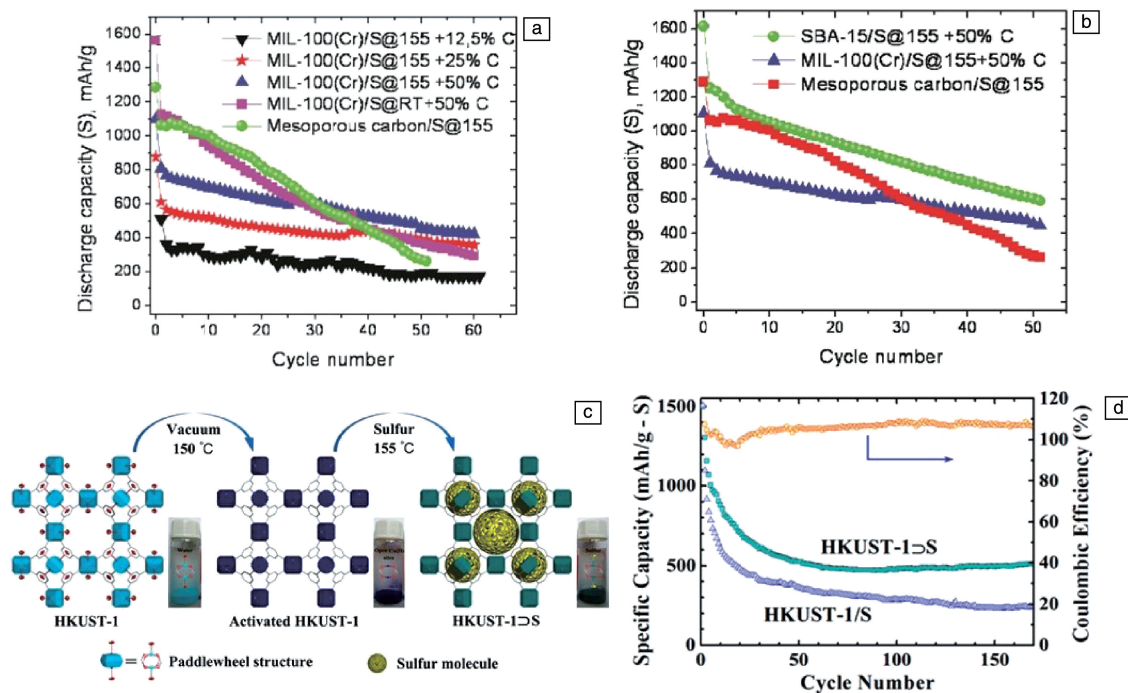 a
Discharge capacity (S), mAh/g
1600
1400
1200
1000
800
600
400
200
0
MIL-100(Cr)/S@155 +12,5% C
MIL-100(Cr)/S@155 +25% C
MIL-100(Cr)/S@155 +50% C
MIL-100(Cr)/S@RT+50% C
Mesoporous carbon/S@155
0 10 20 30 40 50 60
Cycle number
b
Discharge capacity (S), mAh/g
1600
1400
1200
1000
800
600
400
200
0
SBA-15/S@155 +50% C
MIL-100(Cr)/S@155+50% C
Mesoporous carbon/S@155
0 10 20 30 40 50
Cycle number
c
Vacuum
150 °C
Sulfur
155 °C
Water
Sulfur
HKUST-1
Activated HKUST-1
HKUST-1⊃S
=
Paddlewheel structure
Sulfur molecule
d
Specific Capacity (mAh/g - S)
1500
1000
500
0
HKUST-1⊃S
HKUST-1/S
120
100
80
60
40
20
0
Coulombic Efficiency (%)
0 50 100 150
Cycle Number